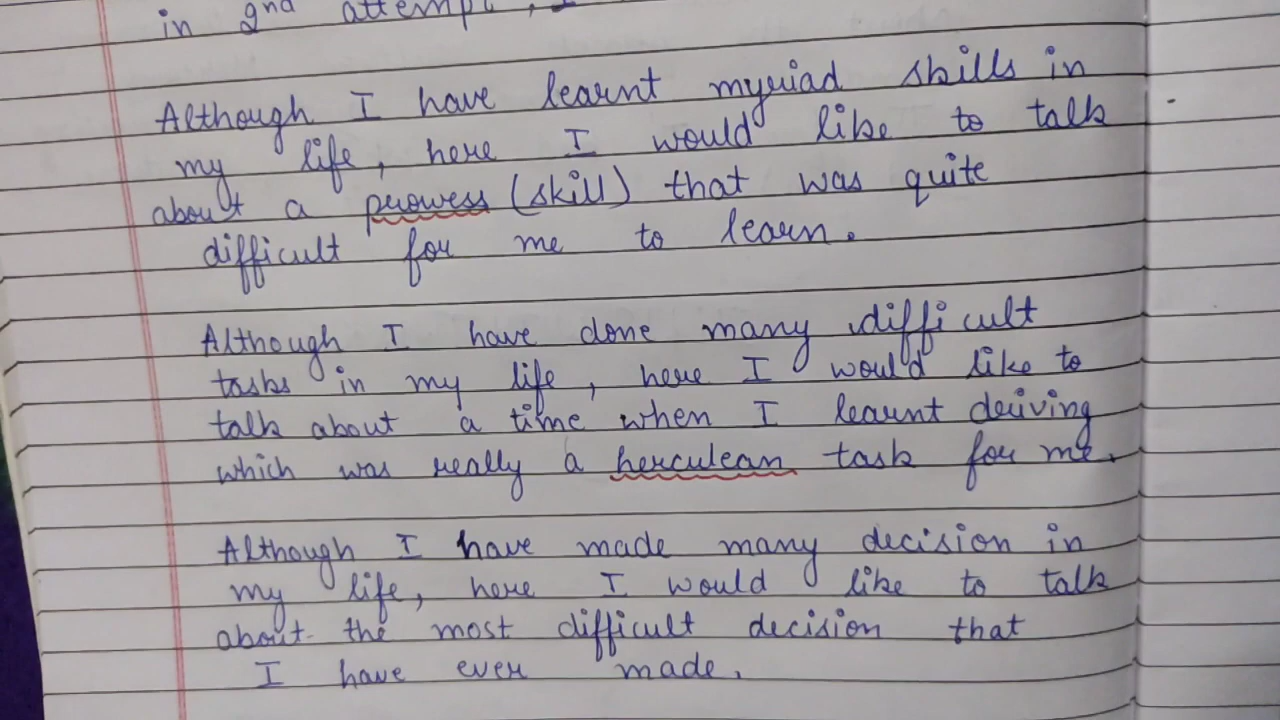 in 2nd attempt, I
Although I have learnt myriad skills in
my life, here I would like to talk
about a prowess (skill) that was quite
difficult for me to learn.
Although I have done many difficult
tasks in my life, here I would like to
talk about a time when I learnt deriving
which was really a herculean task for me.
Although I have made many decision in
my life, here I would like to talk
about the most difficult decision that
I have ever made.